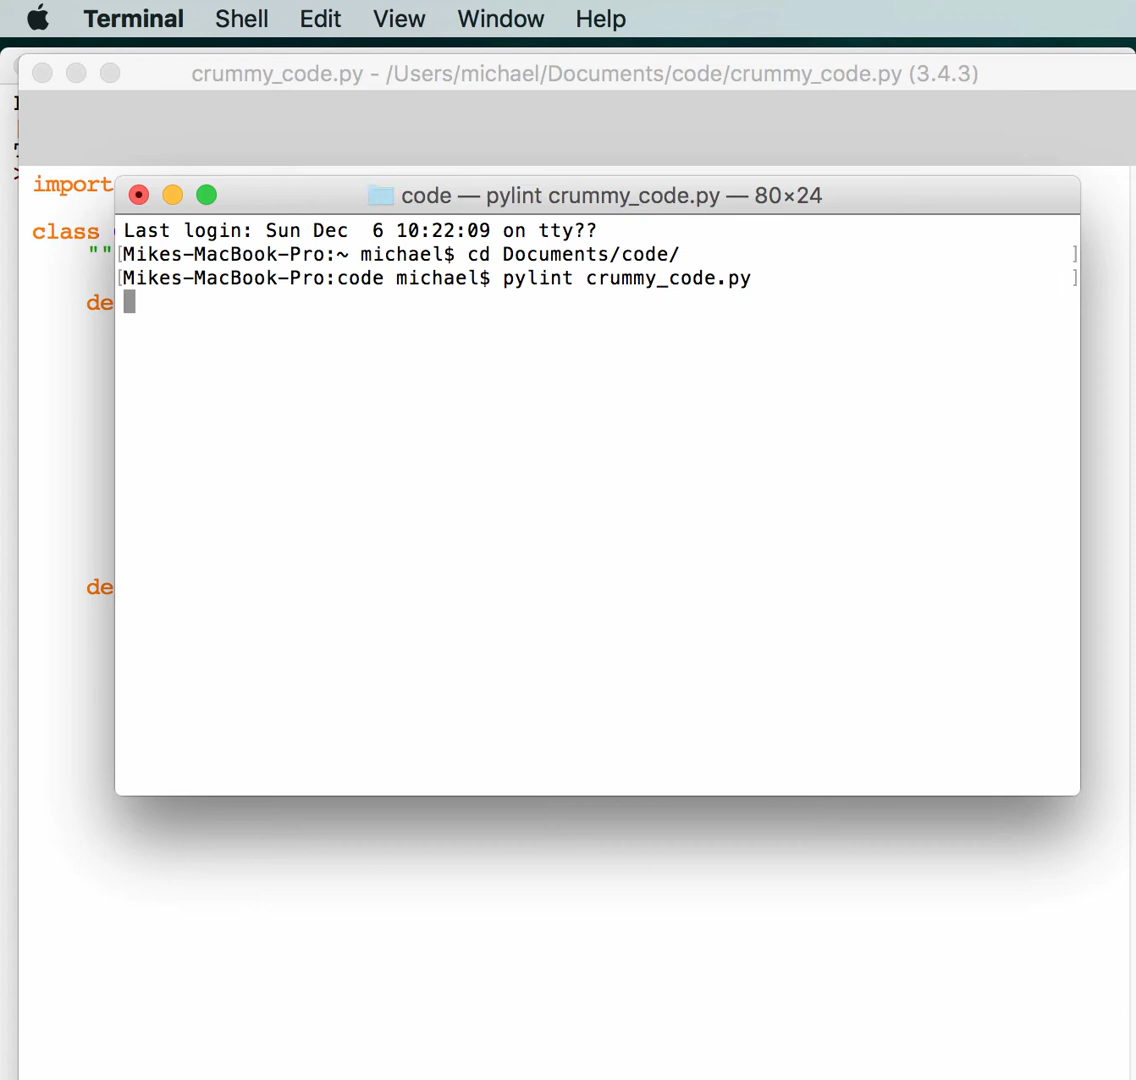 Terminal Shell Edit View Window Help
crummy_code.py - /Users/michael/Documents/code/crummy_code.py (3.4.3)
import
code — pylint crummy_code.py — 80×24
class
""
de
de
Last login: Sun Dec  6 10:22:09 on tty??
[Mikes-MacBook-Pro:~ michael$ cd Documents/code/ ]
[Mikes-MacBook-Pro:code michael$ pylint crummy_code.py ]